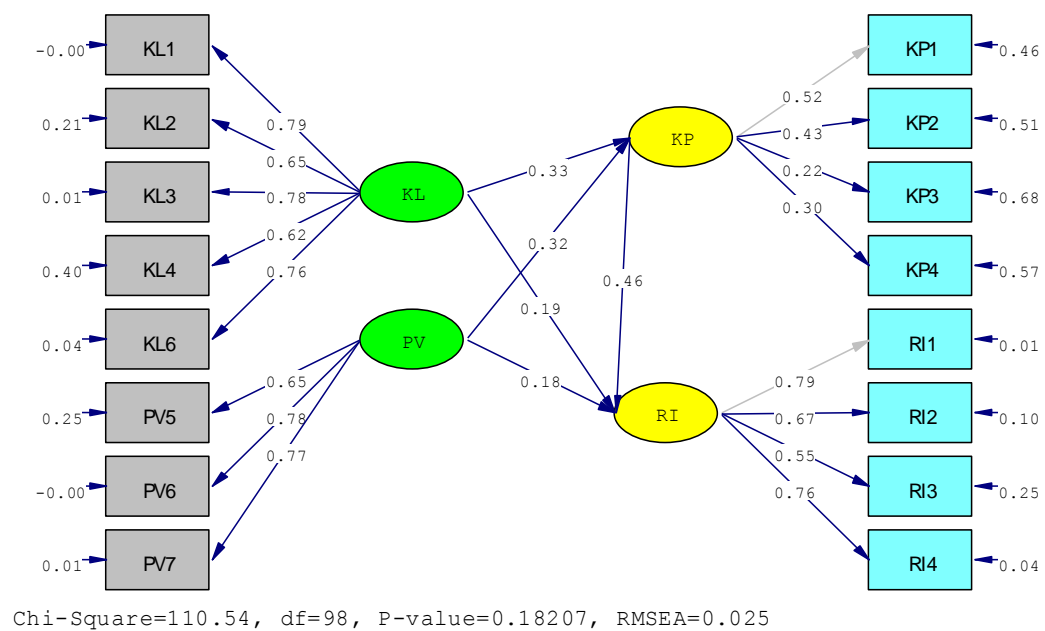 -0.00 KL1 0.79 0.52 KP1 0.46
0.21 KL2 0.65 KP 0.43 KP2 0.51
0.01 KL3 0.78 KL 0.33 0.22 KP3 0.68
0.40 KL4 0.62 0.76 0.32 0.30 KP4 0.57
0.46
0.19
0.04 KL6 PV RI1 0.01
0.25 PV5 0.65 0.18 0.79 RI2 0.10
0.78 RI 0.67
-0.00 PV6 0.77 0.55 RI3 0.25
0.76
0.01 PV7 RI4 0.04
Chi-Square=110.54, df=98, P-value=0.18207, RMSEA=0.025